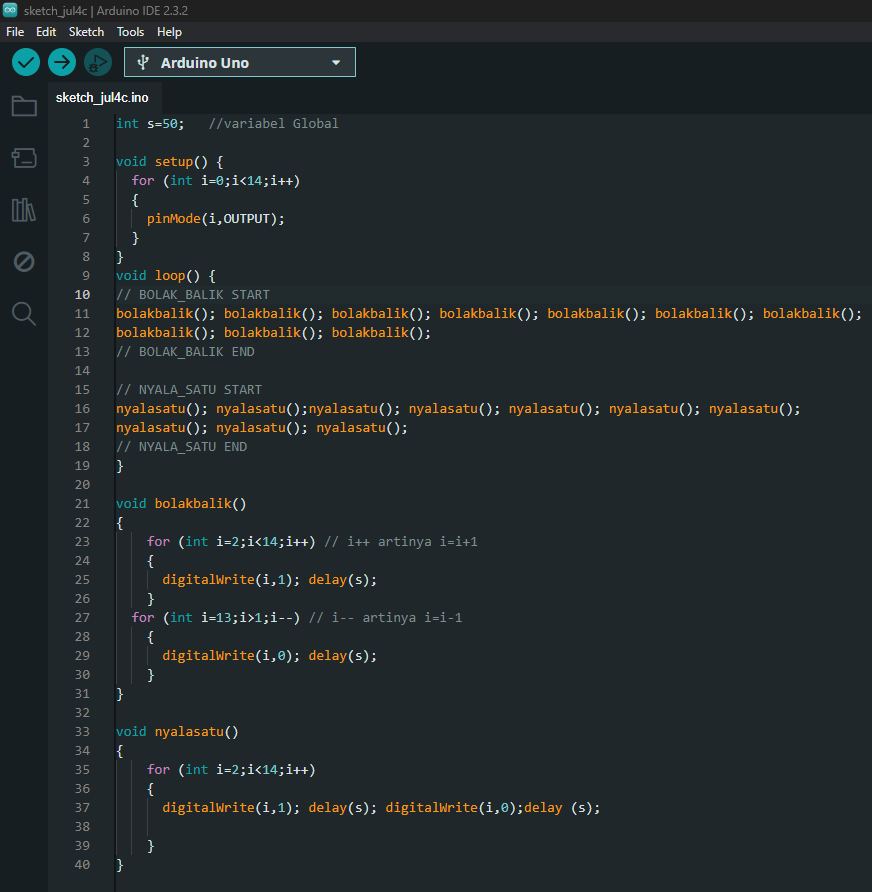 sketch_jul4c | Arduino IDE 2.3.2
File Edit Sketch Tools Help
Arduino Uno
sketch_jul4c.ino
1 int s=50;   //variabel Global
2
3 void setup() {
4   for (int i=0;i<14;i++)
5   {
6     pinMode(i,OUTPUT);
7   }
8 }
9 void loop() {
10 // BOLAK_BALIK START
11 bolakbalik(); bolakbalik(); bolakbalik(); bolakbalik(); bolakbalik(); bolakbalik(); bolakbalik();
12 bolakbalik(); bolakbalik(); bolakbalik();
13 // BOLAK_BALIK END
14
15 // NYALA_SATU START
16 nyalasatu(); nyalasatu();nyalasatu(); nyalasatu(); nyalasatu(); nyalasatu(); nyalasatu();
17 nyalasatu(); nyalasatu(); nyalasatu();
18 // NYALA_SATU END
19 }
20
21 void bolakbalik()
22 {
23     for (int i=2;i<14;i++) // i++ artinya i=i+1
24     {
25       digitalWrite(i,1); delay(s);
26     }
27   for (int i=13;i>1;i--) // i-- artinya i=i-1
28     {
29       digitalWrite(i,0); delay(s);
30     }
31 }
32
33 void nyalasatu()
34 {
35     for (int i=2;i<14;i++)
36     {
37       digitalWrite(i,1); delay(s); digitalWrite(i,0);delay (s);
38
39     }
40 }